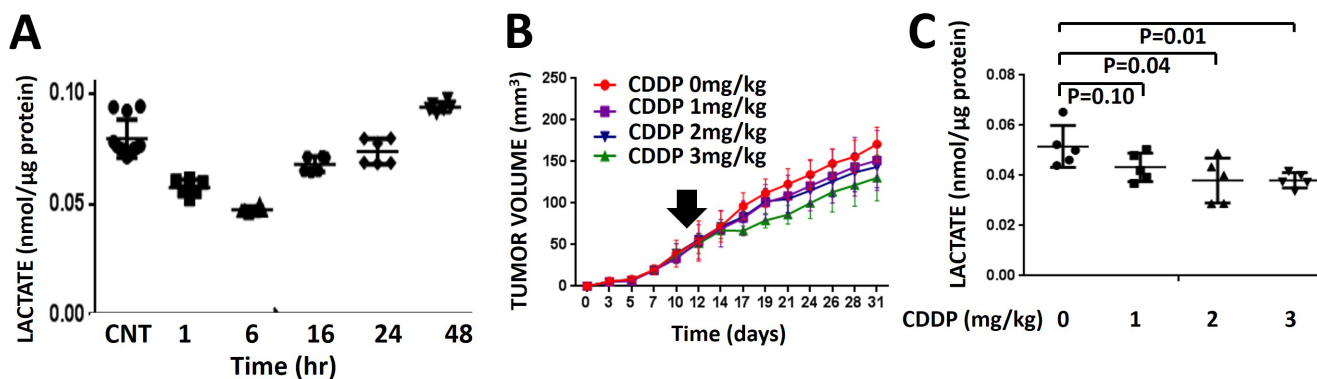 A
LACTATE (nmol/µg protein)
0.10
0.05
0.00
CNT 1 6 16 24 48
Time (hr)
B
TUMOR VOLUME (mm³)
250
200
150
100
50
0
CDDP 0mg/kg
CDDP 1mg/kg
CDDP 2mg/kg
CDDP 3mg/kg
0 3 5 7 10 12 14 17 19 21 24 26 28 31
Time (days)
C
P=0.01
P=0.04
P=0.10
LACTATE (nmol/µg protein)
0.08
0.06
0.04
0.02
0.00
CDDP (mg/kg) 0 1 2 3